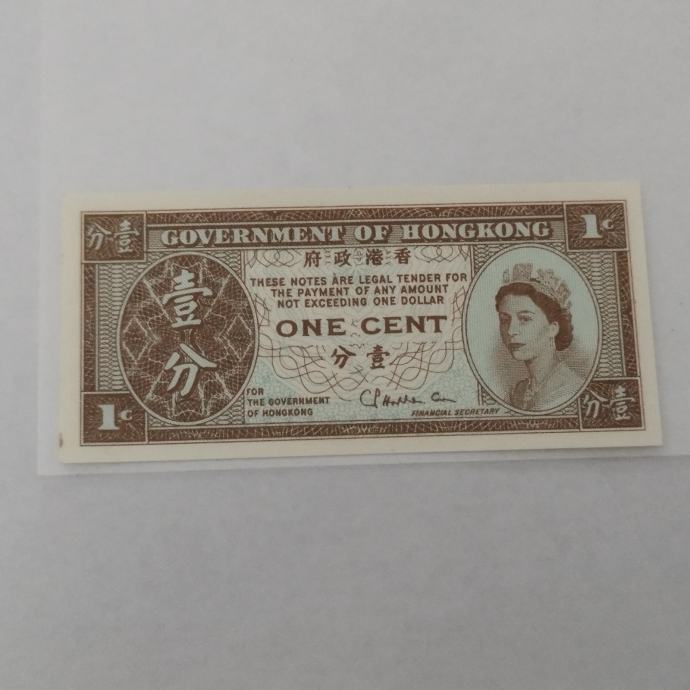 分壹
GOVERNMENT OF HONGKONG
1c
府政港香
THESE NOTES ARE LEGAL TENDER FOR
THE PAYMENT OF ANY AMOUNT
NOT EXCEEDING ONE DOLLAR
壹分
ONE CENT
分壹
FOR
THE GOVERNMENT
OF HONGKONG
FINANCIAL SECRETARY
1c
分壹